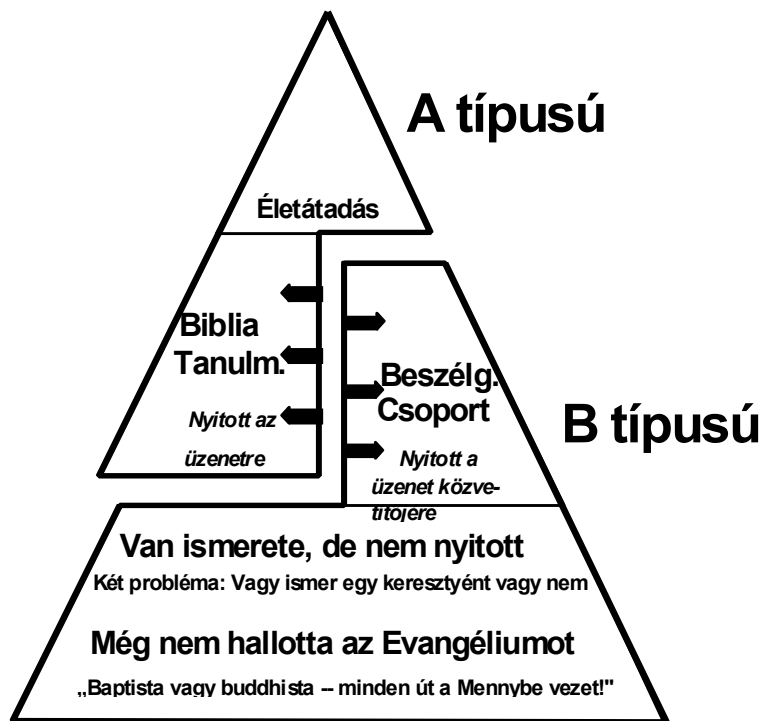 A típusú
Életátadás
Biblia
Tanulm.
Nyitott az
üzenetre
Beszélg.
Csoport
B típusú
Nyitott a
üzenet közve-
títojere
Van ismerete, de nem nyitott
Két probléma: Vagy ismer egy keresztyént vagy nem
Még nem hallotta az Evangéliumot
„Baptista vagy buddhista -- minden út a Mennybe vezet!"